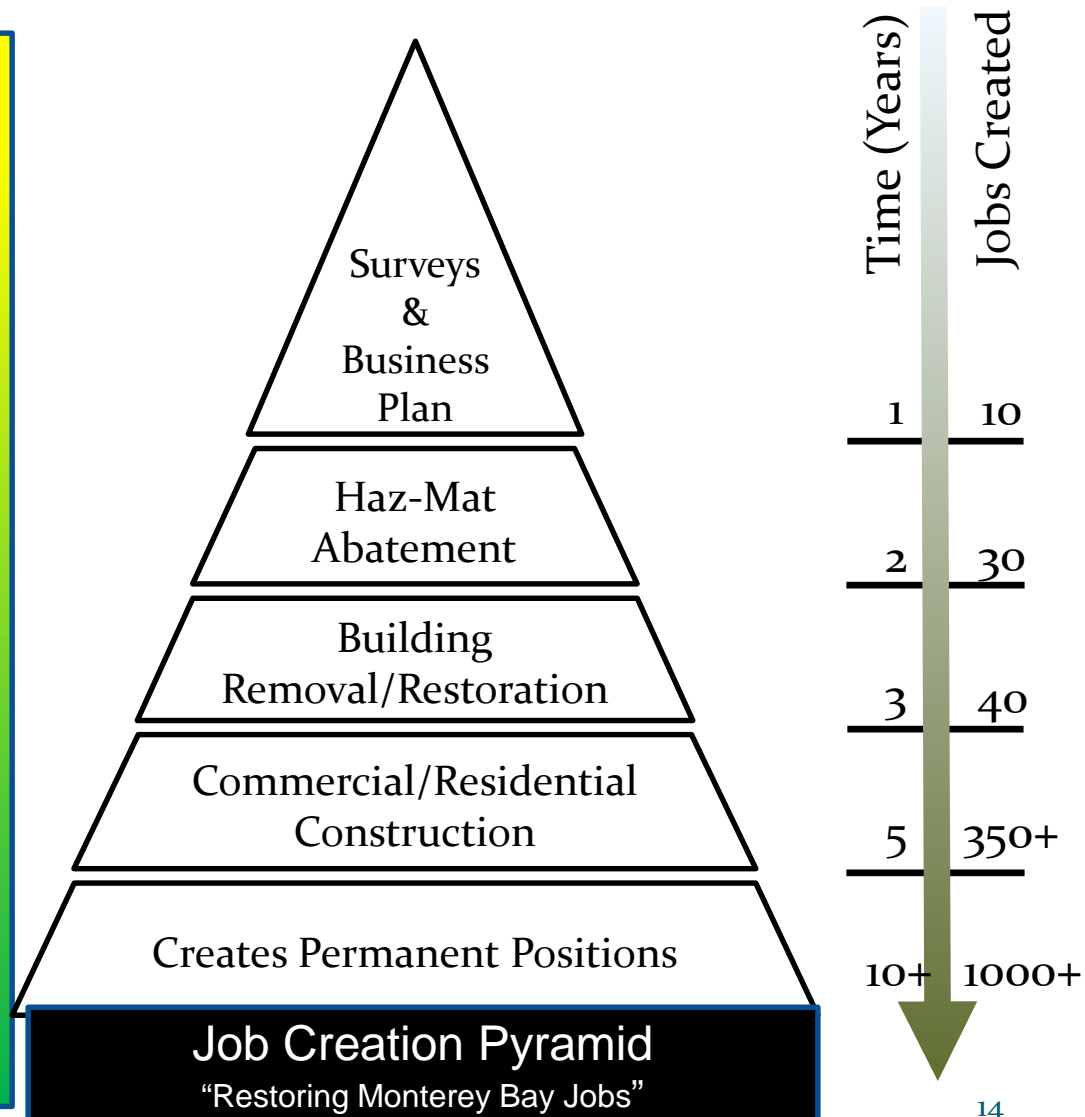 Time (Years)
Jobs Created
Surveys
&
Business
Plan
1 10
Haz-Mat
Abatement
2 30
Building
Removal/Restoration
3 40
Commercial/Residential
Construction
5 350+
Creates Permanent Positions
10+ 1000+
Job Creation Pyramid
“Restoring Monterey Bay Jobs”
14